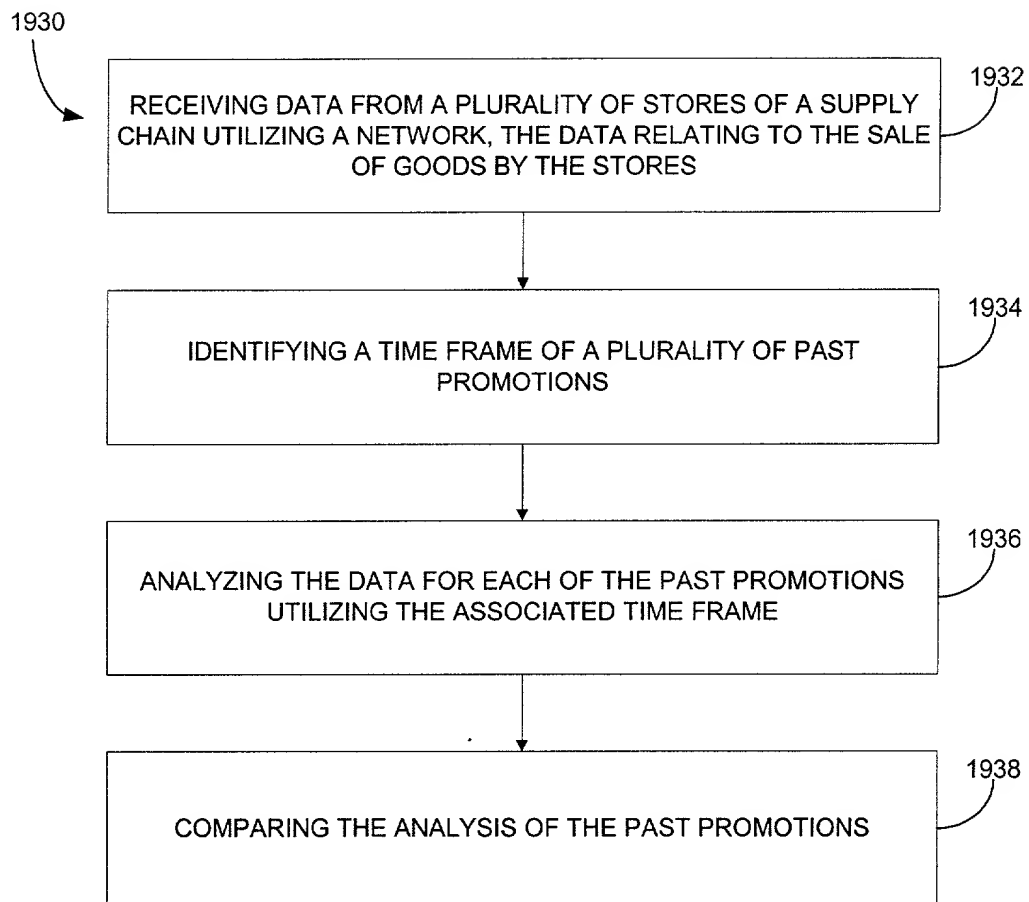 1930
1932
RECEIVING DATA FROM A PLURALITY OF STORES OF A SUPPLY
CHAIN UTILIZING A NETWORK, THE DATA RELATING TO THE SALE
OF GOODS BY THE STORES
1934
IDENTIFYING A TIME FRAME OF A PLURALITY OF PAST
PROMOTIONS
1936
ANALYZING THE DATA FOR EACH OF THE PAST PROMOTIONS
UTILIZING THE ASSOCIATED TIME FRAME
1938
COMPARING THE ANALYSIS OF THE PAST PROMOTIONS